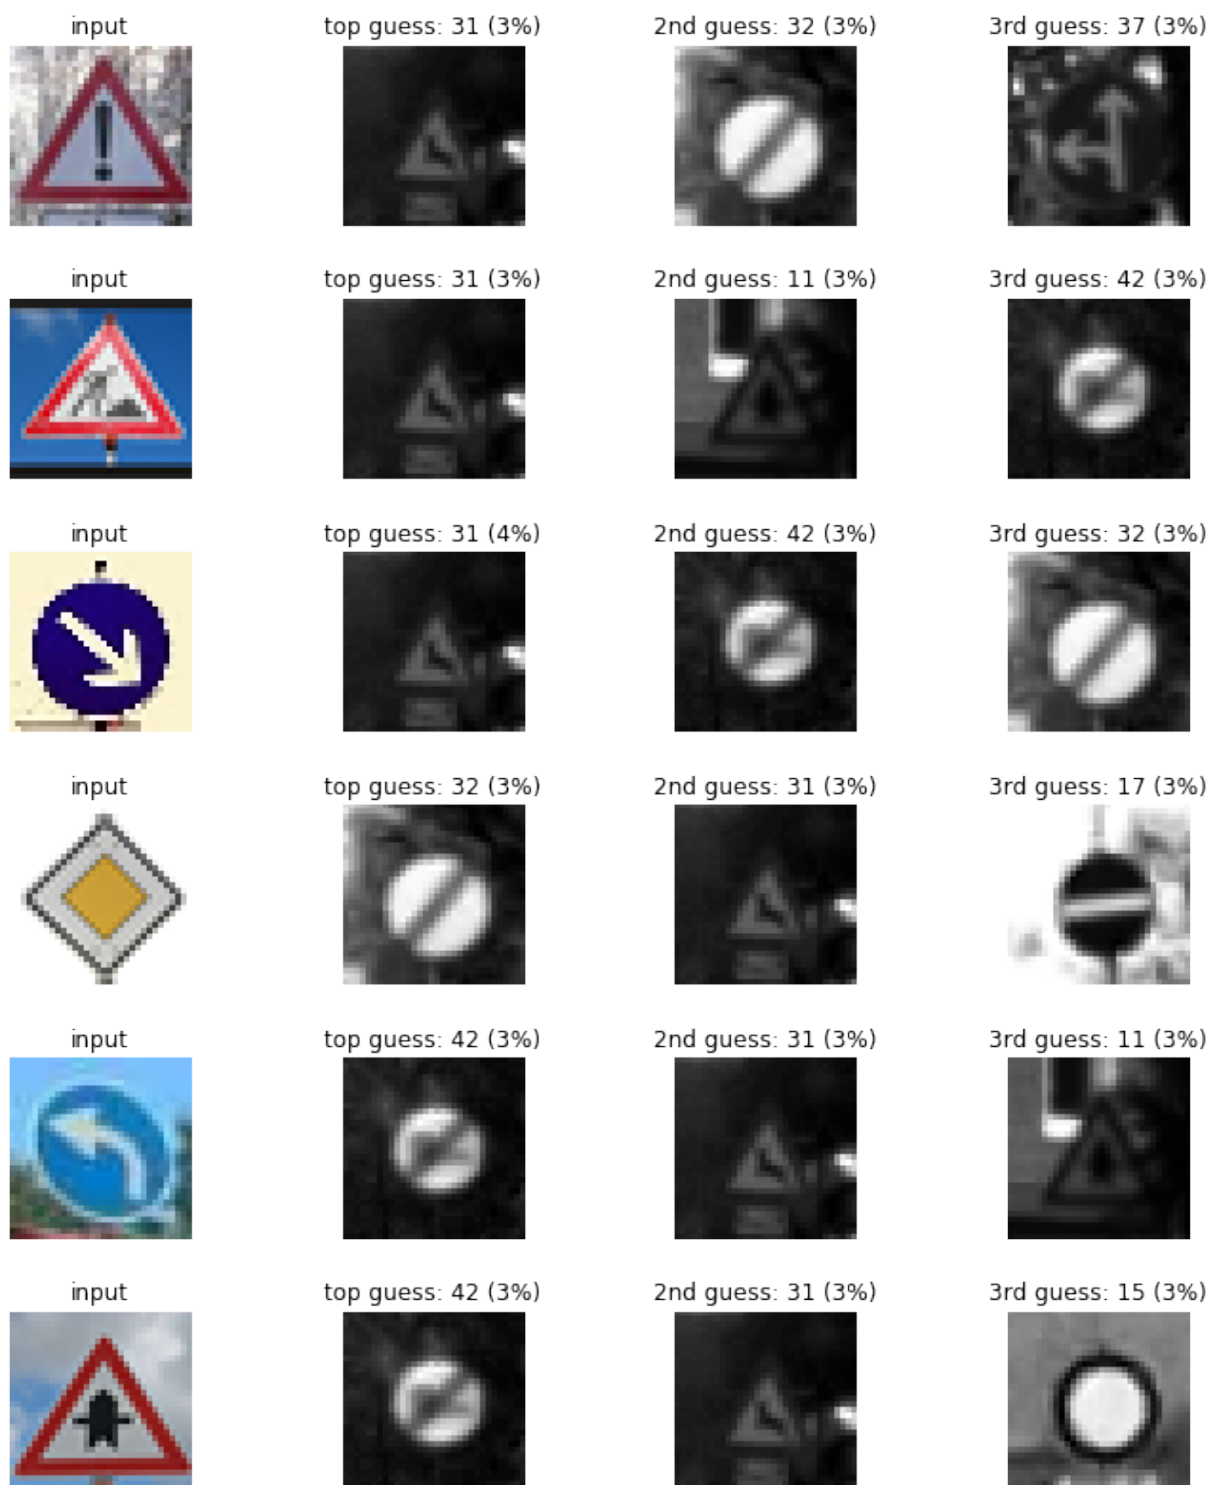 input top guess: 31 (3%) 2nd guess: 32 (3%) 3rd guess: 37 (3%)
input top guess: 31 (3%) 2nd guess: 11 (3%) 3rd guess: 42 (3%)
input top guess: 31 (4%) 2nd guess: 42 (3%) 3rd guess: 32 (3%)
input top guess: 32 (3%) 2nd guess: 31 (3%) 3rd guess: 17 (3%)
input top guess: 42 (3%) 2nd guess: 31 (3%) 3rd guess: 11 (3%)
input top guess: 42 (3%) 2nd guess: 31 (3%) 3rd guess: 15 (3%)